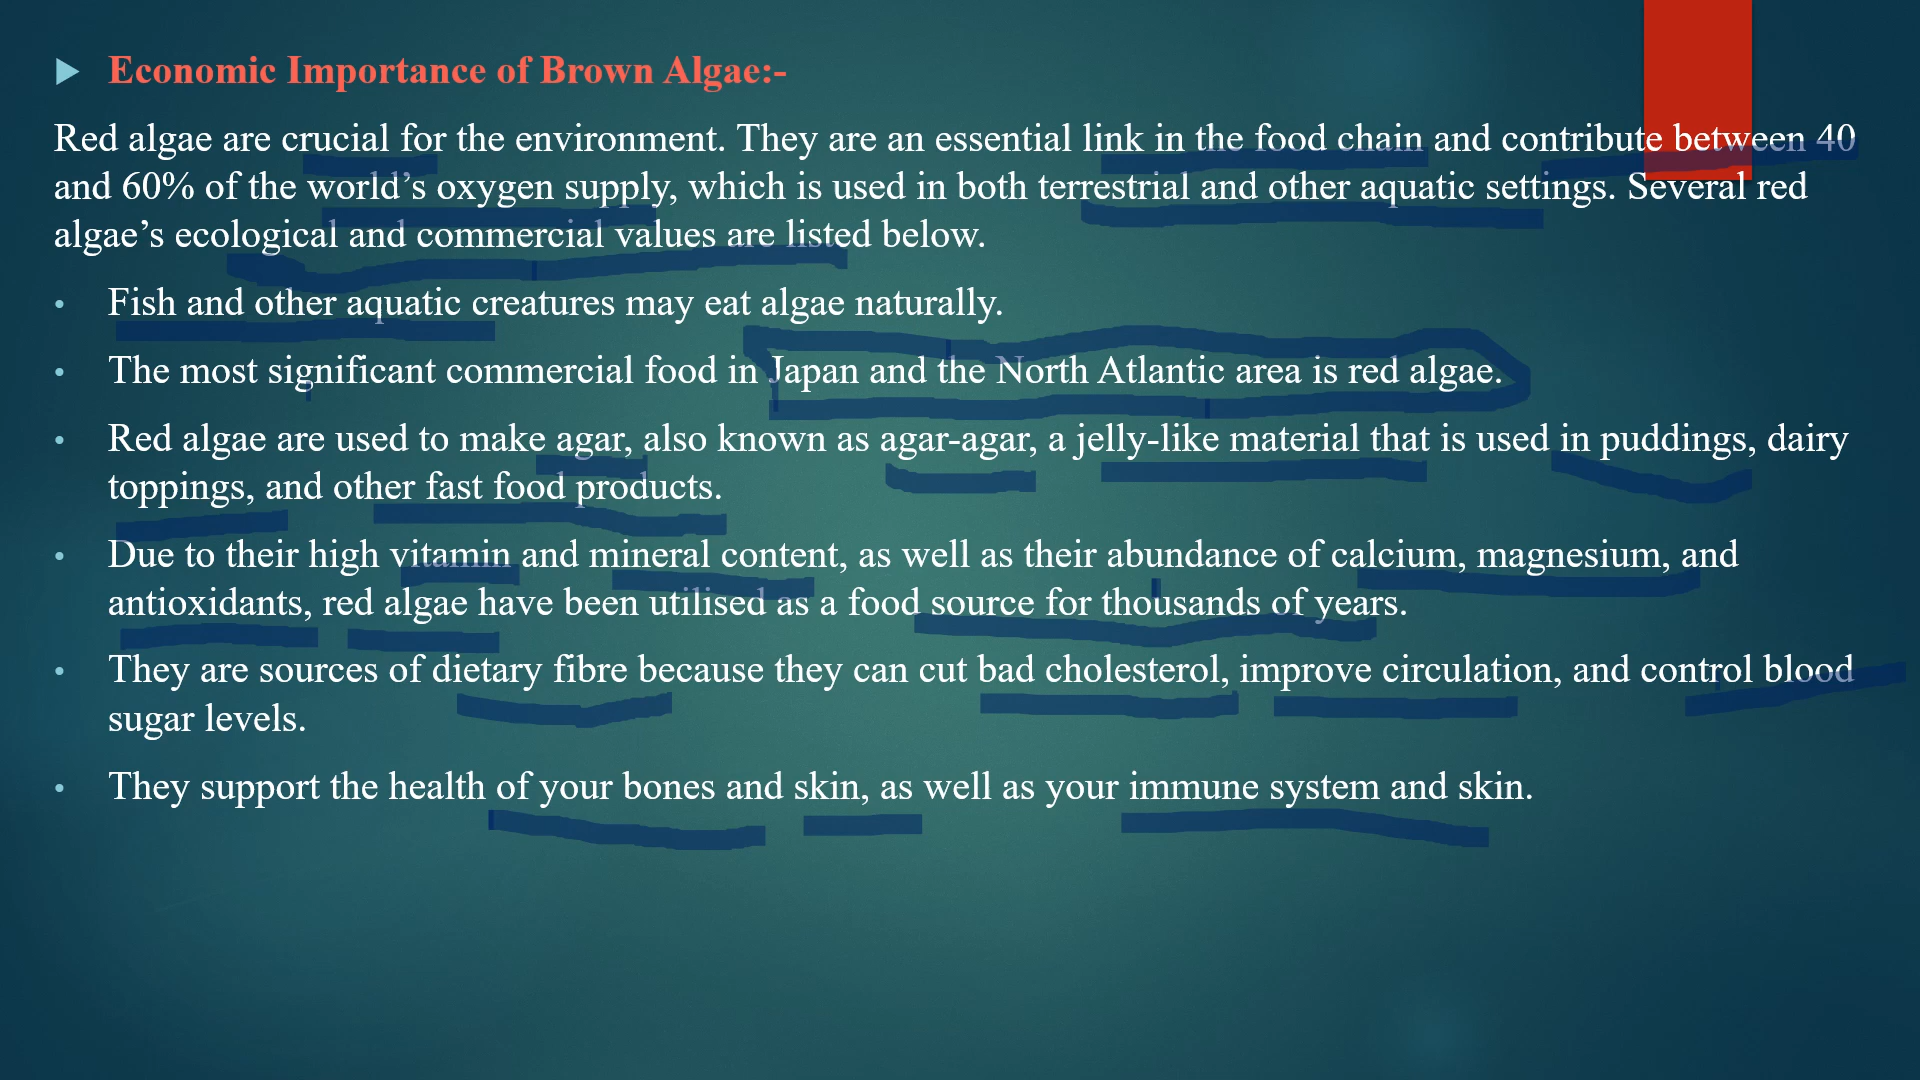 Economic Importance of Brown Algae:-
Red algae are crucial for the environment. They are an essential link in the food chain and contribute between 40
and 60% of the world’s oxygen supply, which is used in both terrestrial and other aquatic settings. Several red
algae’s ecological and commercial values are listed below.
• Fish and other aquatic creatures may eat algae naturally.
• The most significant commercial food in Japan and the North Atlantic area is red algae.
• Red algae are used to make agar, also known as agar-agar, a jelly-like material that is used in puddings, dairy
toppings, and other fast food products.
• Due to their high vitamin and mineral content, as well as their abundance of calcium, magnesium, and
antioxidants, red algae have been utilised as a food source for thousands of years.
• They are sources of dietary fibre because they can cut bad cholesterol, improve circulation, and control blood
sugar levels.
• They support the health of your bones and skin, as well as your immune system and skin.